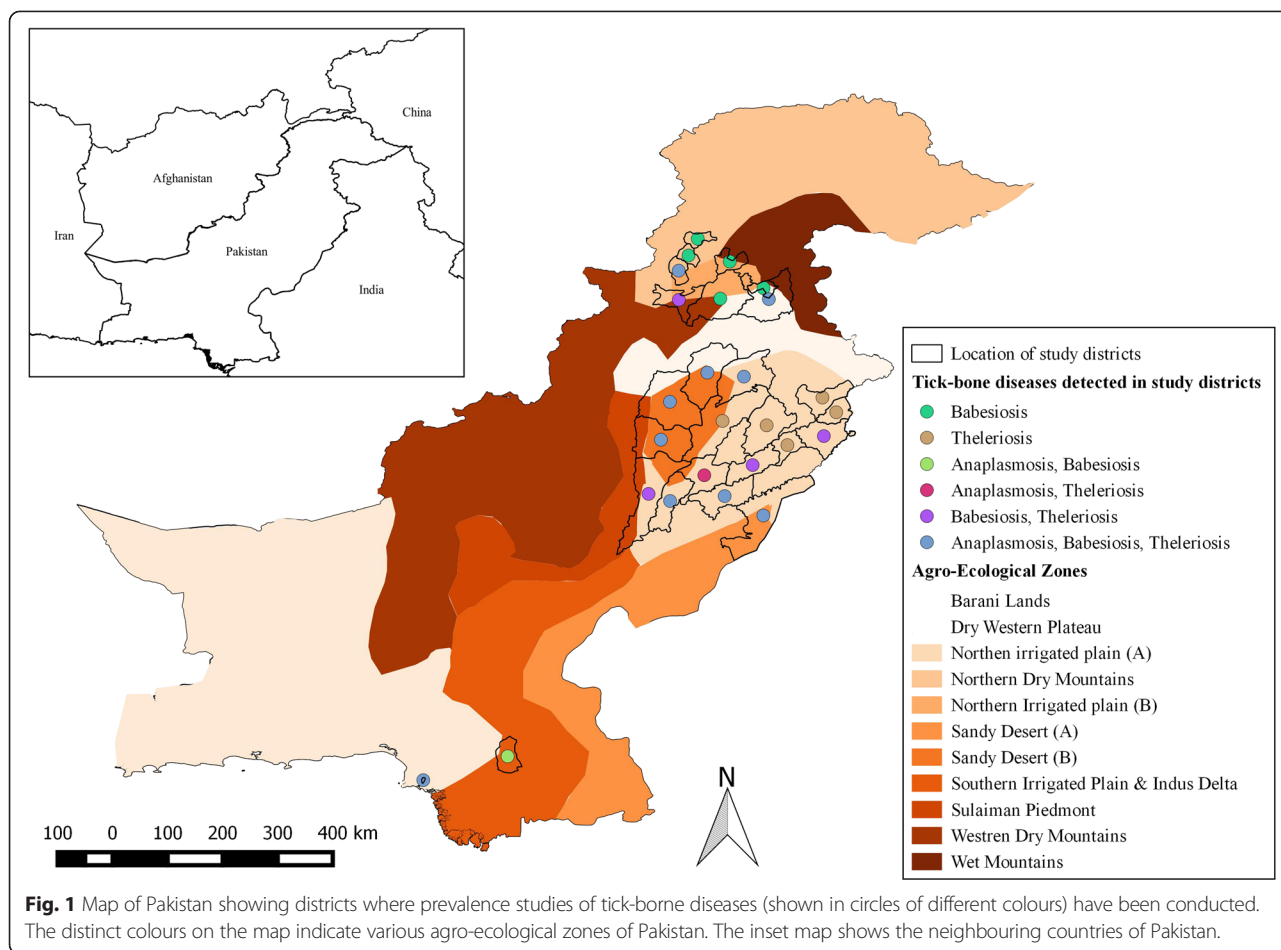 China
Afghanistan
Iran
Pakistan
India
Location of study districts
Tick-bone diseases detected in study districts
Babesiosis
Theleriosis
Anaplasmosis, Babesiosis
Anaplasmosis, Theleriosis
Babesiosis, Theleriosis
Anaplasmosis, Babesiosis, Theleriosis
Agro-Ecological Zones
Barani Lands
Dry Western Plateau
Northen irrigated plain (A)
Northern Dry Mountains
Northern Irrigated plain (B)
Sandy Desert (A)
Sandy Desert (B)
Southern Irrigated Plain & Indus Delta
Sulaiman Piedmont
Westren Dry Mountains
Wet Mountains
N
100 0 100 200 300 400 km
Fig. 1 Map of Pakistan showing districts where prevalence studies of tick-borne diseases (shown in circles of different colours) have been conducted.
The distinct colours on the map indicate various agro-ecological zones of Pakistan. The inset map shows the neighbouring countries of Pakistan.